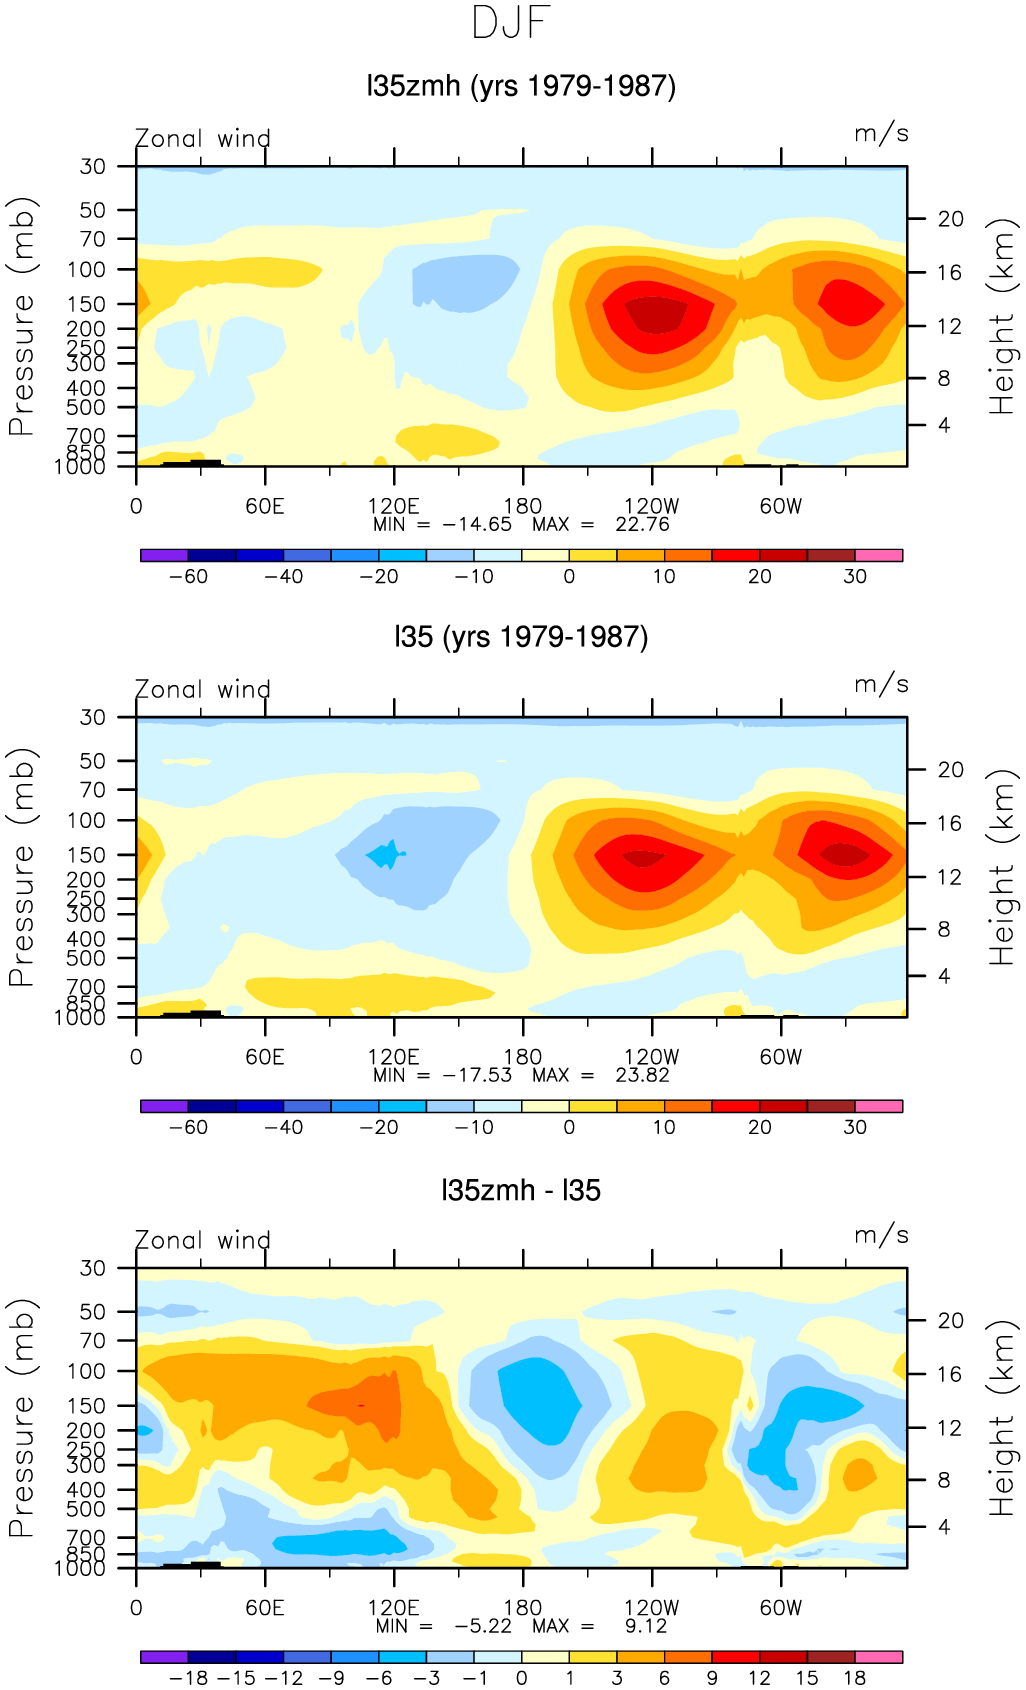 DJF
l35zmh (yrs 1979-1987)
Zonal wind m/s
30
50
70
100
150
200
250
300
400
500
700
850
1000
Pressure (mb)
20
16
12
8
4
Height (km)
0 60E 120E 180 120W 60W
MIN = -14.65 MAX = 22.76
-60 -40 -20 -10 0 10 20 30
l35 (yrs 1979-1987)
Zonal wind m/s
30
50
70
100
150
200
250
300
400
500
700
850
1000
Pressure (mb)
20
16
12
8
4
Height (km)
0 60E 120E 180 120W 60W
MIN = -17.53 MAX = 23.82
-60 -40 -20 -10 0 10 20 30
l35zmh - l35
Zonal wind m/s
30
50
70
100
150
200
250
300
400
500
700
850
1000
Pressure (mb)
20
16
12
8
4
Height (km)
0 60E 120E 180 120W 60W
MIN = -5.22 MAX = 9.12
-18 -15 -12 -9 -6 -3 -1 0 1 3 6 9 12 15 18